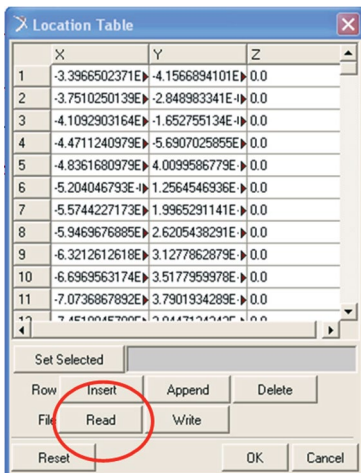 Location Table
X Y Z
1 -3.3966502371E -4.1566894101E 0.0
2 -3.7510250139E -2.848983341E-I 0.0
3 -4.1092903164E -1.652755134E-I 0.0
4 -4.4711240979E -5.6907025855E 0.0
5 -4.8361680979E 4.0099586779E- 0.0
6 -5.204046793E-I 1.2564546936E- 0.0
7 -5.5744227173E 1.9965291141E- 0.0
8 -5.9469676885E 2.6205438291E- 0.0
9 -6.3212612618E 3.1277862879E- 0.0
10 -6.6969563174E 3.5177959978E- 0.0
11 -7.0736867892E 3.7901934289E- 0.0
Set Selected
Row Insert Append Delete
File Read Write
Reset OK Cancel